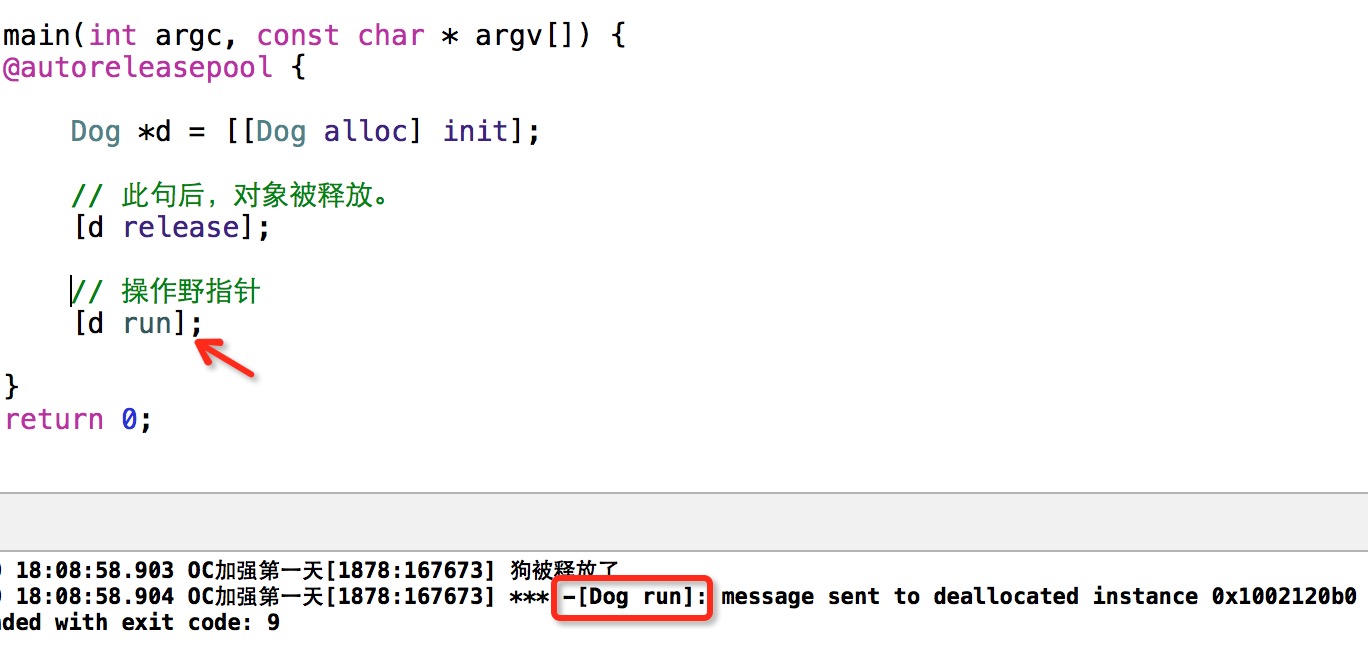 main(int argc, const char * argv[]) {
@autoreleasepool {
Dog *d = [[Dog alloc] init];
// 此句后，对象被释放。
[d release];
// 操作野指针
[d run];
}
return 0;
18:08:58.903 OC加强第一天[1878:167673] 狗被释放了
18:08:58.904 OC加强第一天[1878:167673] *** -[Dog run]: message sent to deallocated instance 0x1002120b0
ded with exit code: 9